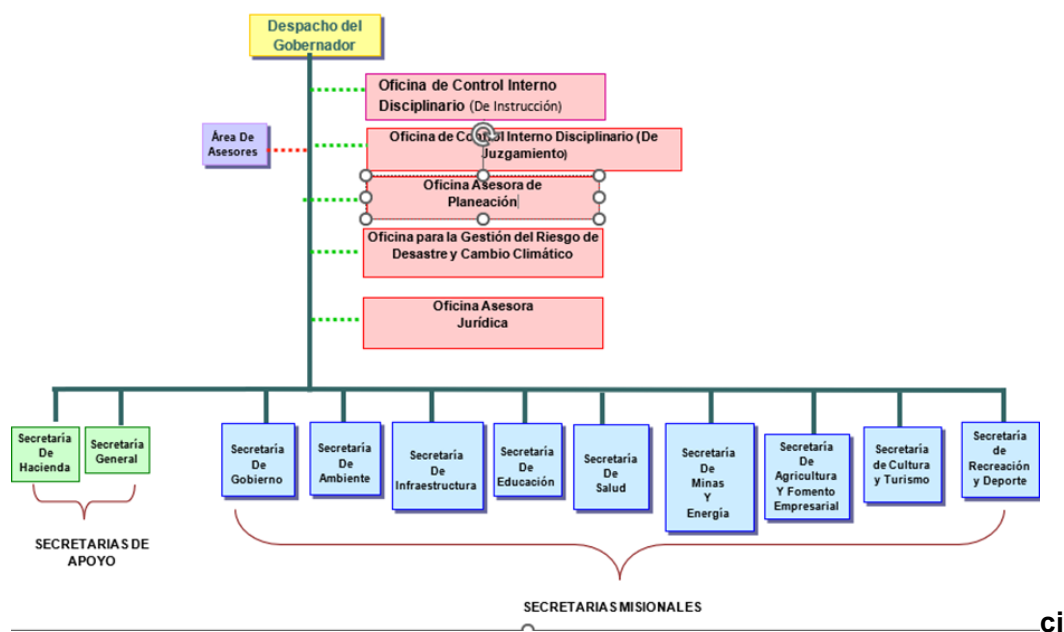 Despacho del
Gobernador
Oficina de Control Interno
Disciplinario (De Instrucción)
Área De
Asesores
Oficina de Control Interno Disciplinario (De
Juzgamiento)
Oficina Asesora de
Planeación
Oficina para la Gestión del Riesgo de
Desastre y Cambio Climático
Oficina Asesora
Jurídica
Secretaría
De
Hacienda
Secretaría
General
Secretaría
De
Gobierno
Secretaría
De
Ambiente
Secretaría
De
Infraestructura
Secretaría
De
Educación
Secretaría
De
Salud
Secretaría
De
Minas
Y
Energía
Secretaría
De
Agricultura
Y Fomento
Empresarial
Secretaría
de Cultura
y Turismo
Secretaría
de
Recreación
y Deporte
SECRETARIAS DE
APOYO
SECRETARIAS MISIONALES
ci